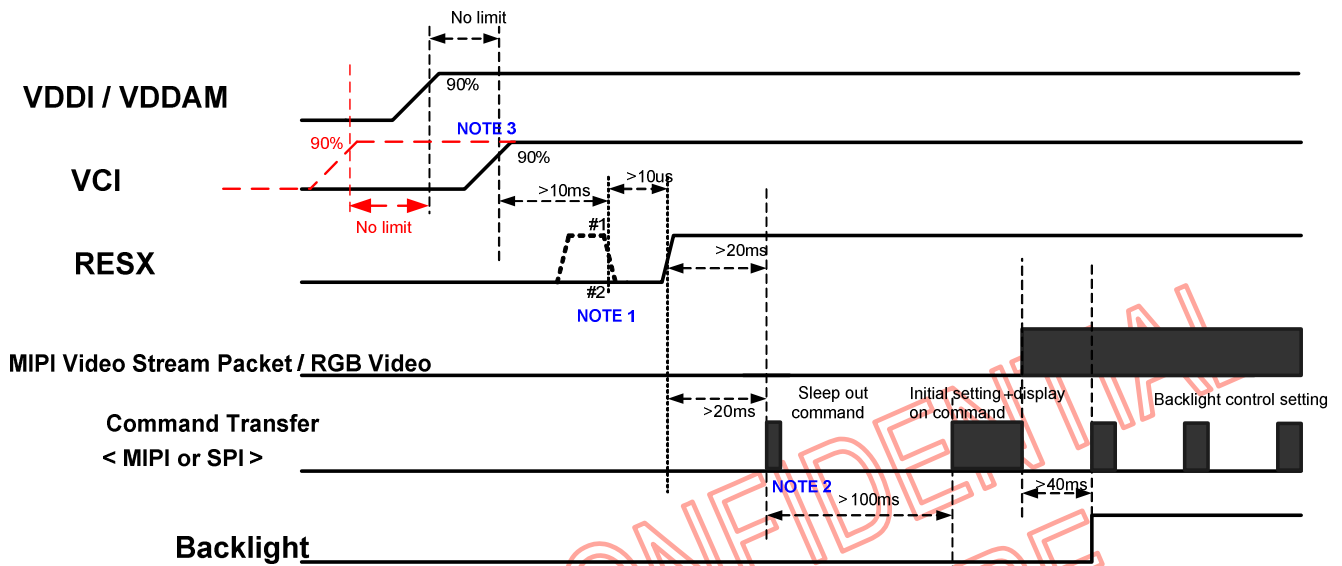 No limit
VDDI / VDDAM
90%
NOTE 3
90%
90%
VCI
>10ms
>10us
No limit
#1
RESX
>20ms
#2
NOTE 1
MIPI Video Stream Packet / RGB Video
Sleep out
command
Initial setting+display
on command
Backlight control setting
>20ms
Command Transfer
< MIPI or SPI >
NOTE 2
>100ms
>40ms
Backlight
CONFIDENTIAL